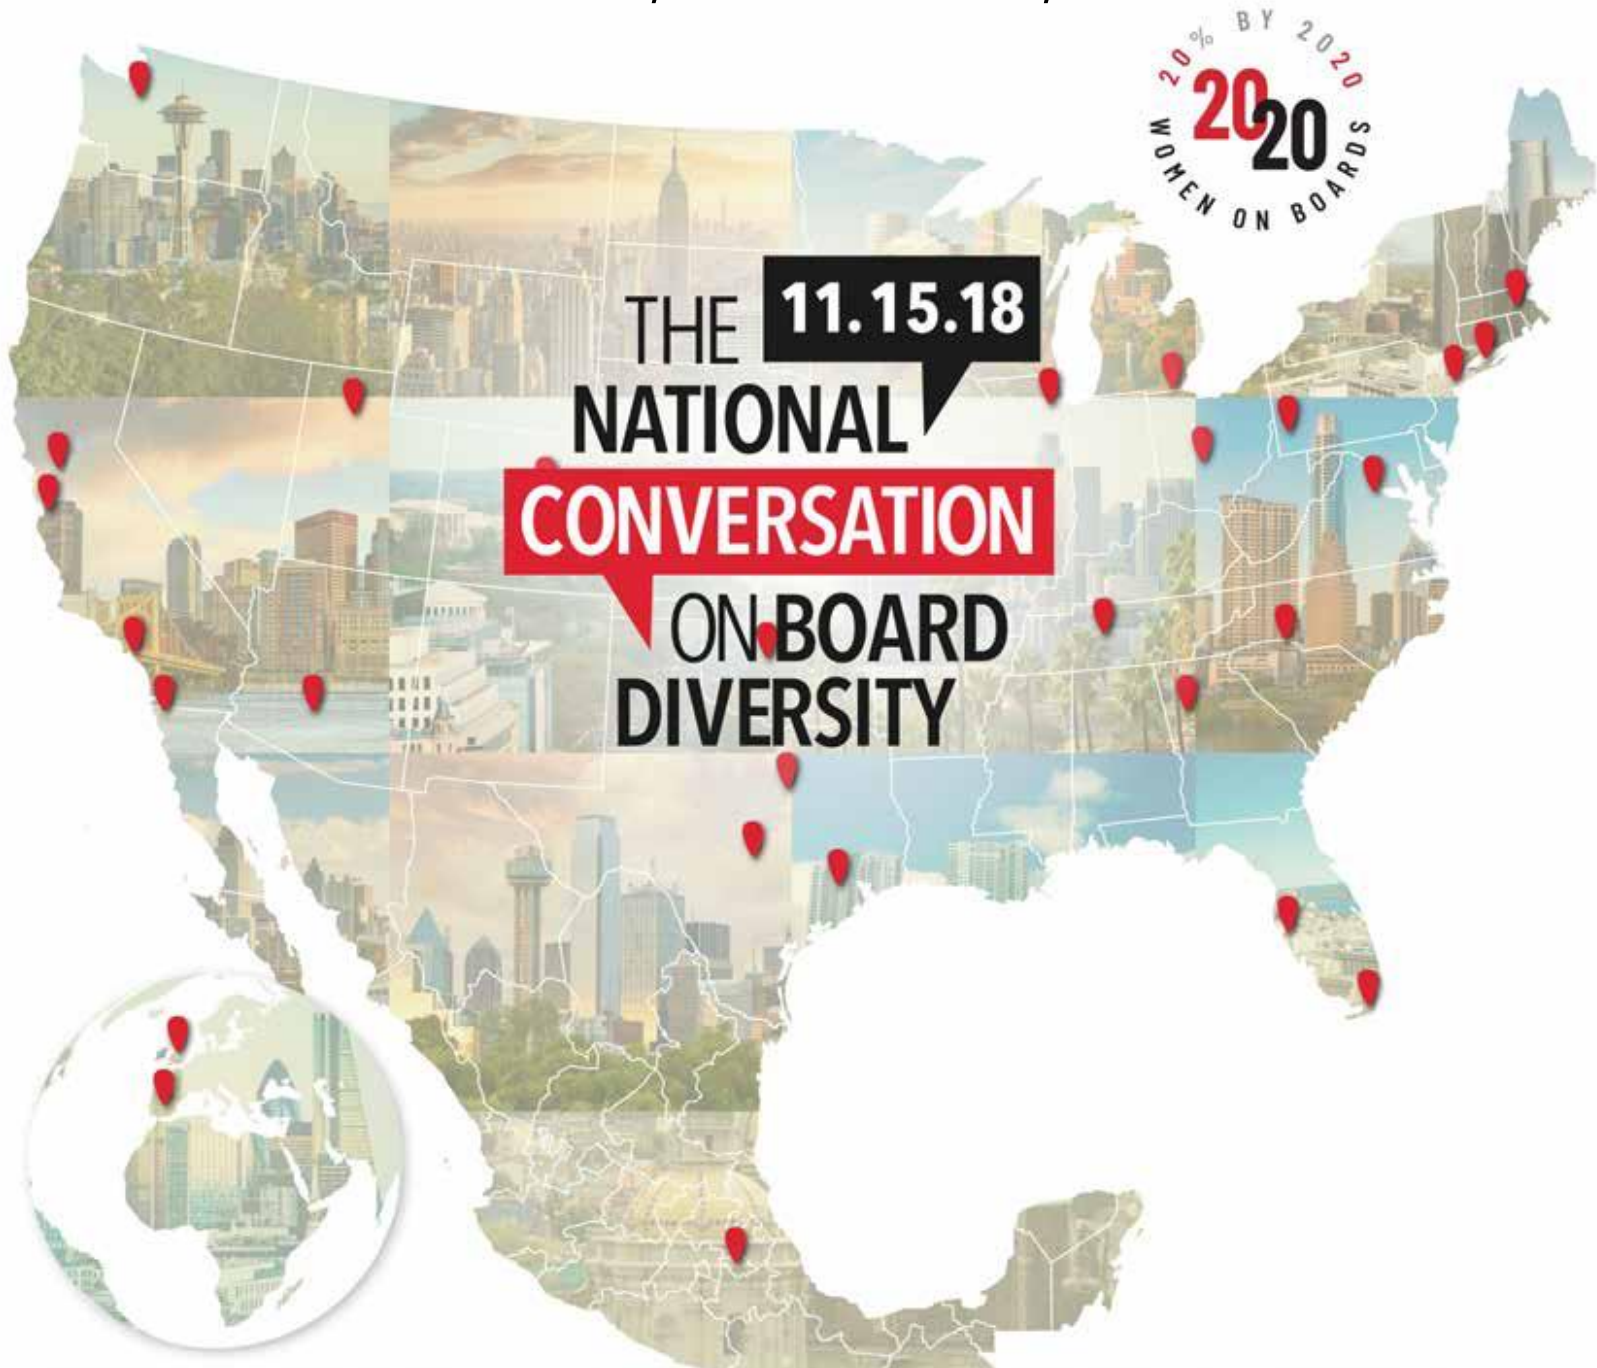 20% BY 2020
2020
WOMEN ON BOARDS
THE 11.15.18
NATIONAL
CONVERSATION
ON BOARD
DIVERSITY